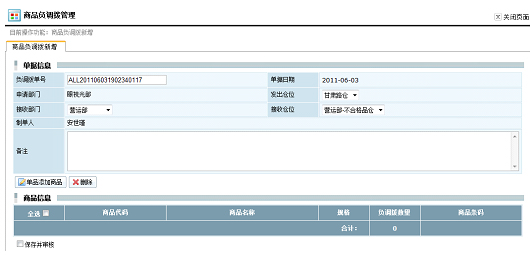 商品负调拨管理
关闭页面
目前操作功能：商品负调拨新增
商品负调拨新增
单据信息
负调拨单号 ALL201106031902340117 单据日期 2011-06-03
申请部门 眼视光部 发出仓位 甘肃路仓
接收部门 营运部 接收仓位 营运部-不合格品仓
制单人 安世瑾
备注
单品添加商品 删除
商品信息
全选 商品代码 商品名称 规格 负调拨数量 商品条码
合计： 0
保存并审核